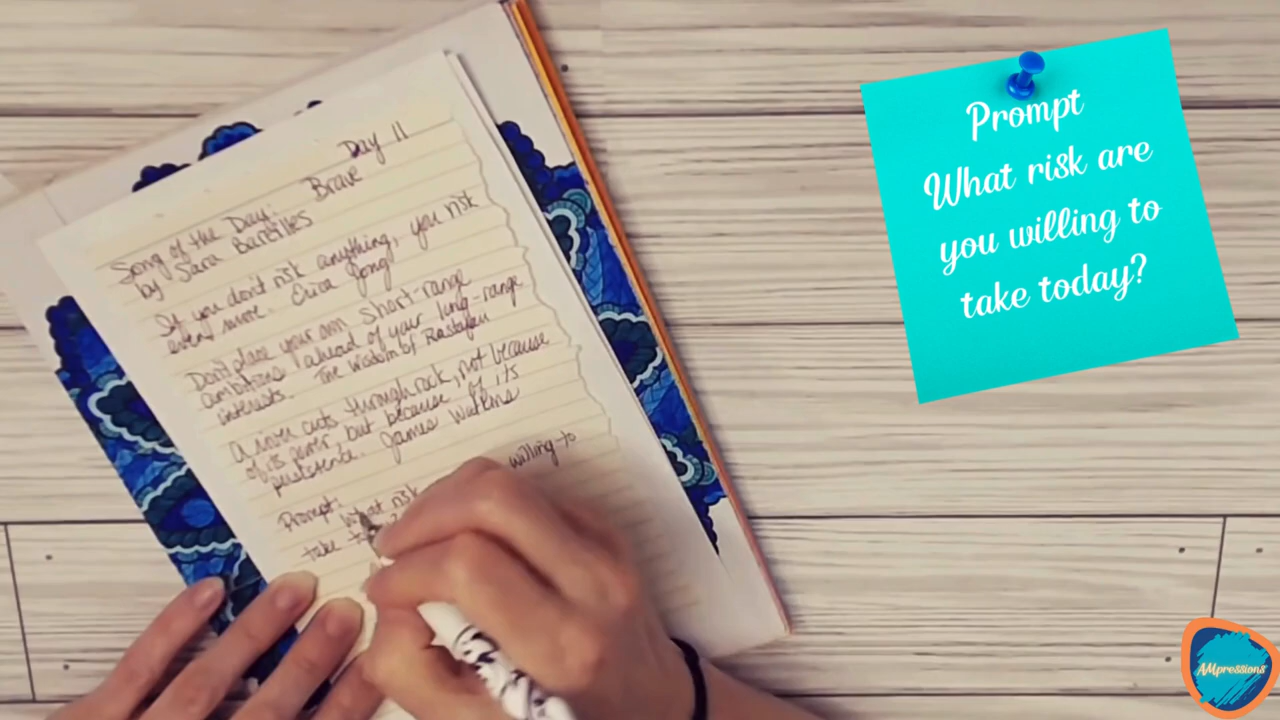 Day 11
Song of the Day: Brave
by Sara Bareilles
If you don't risk anything, you risk
even more. Erica Jong
Don't place your own short-range
ambitions ahead of your long-range
interests. The Wisdom of Rastafari
A river cuts through rock, not because
of its power, but because of its
persistence. James Watkins
Prompt: What risk willing to
take
Prompt
What risk are
you willing to
take today?
AMpressions